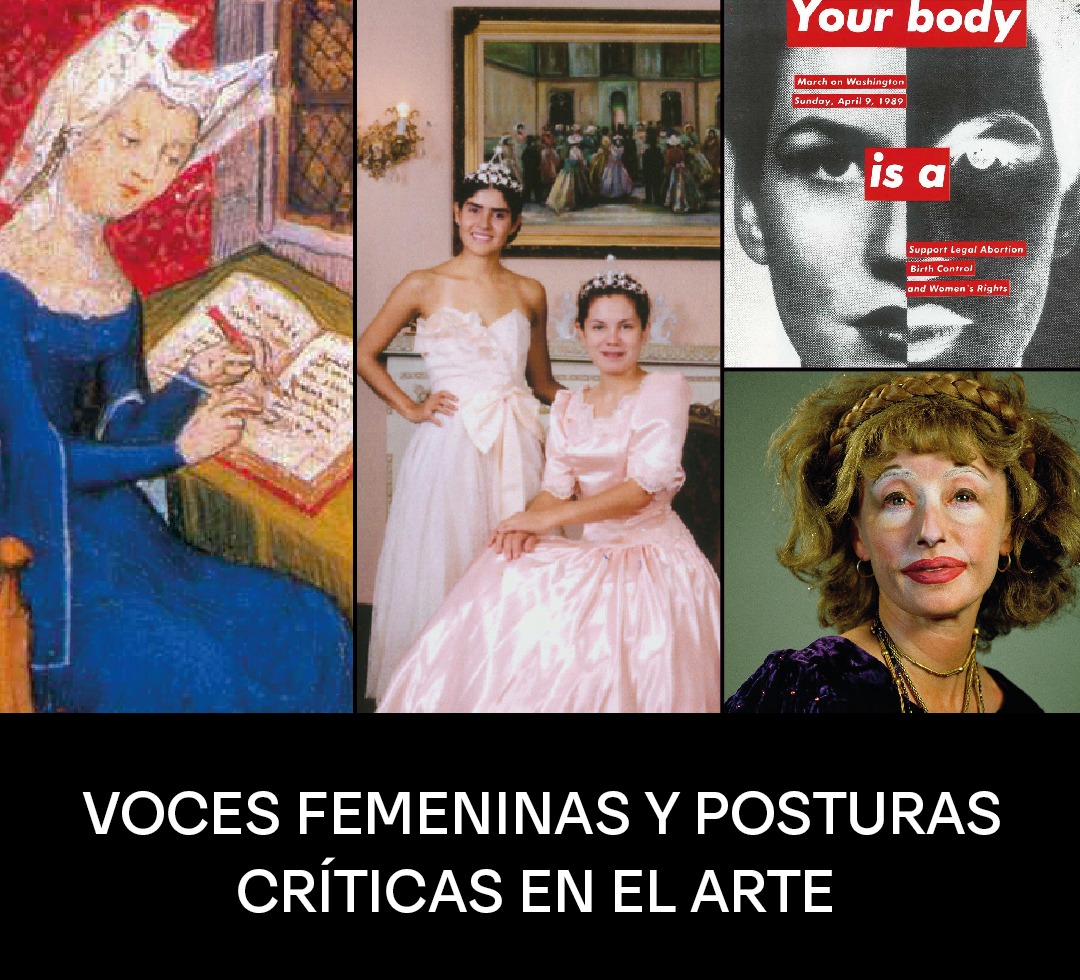 Your body
March on Washington
Sunday, April 9, 1989
is a
Support Legal Abortion
Birth Control
and Women's Rights
VOCES FEMENINAS Y POSTURAS
CRÍTICAS EN EL ARTE